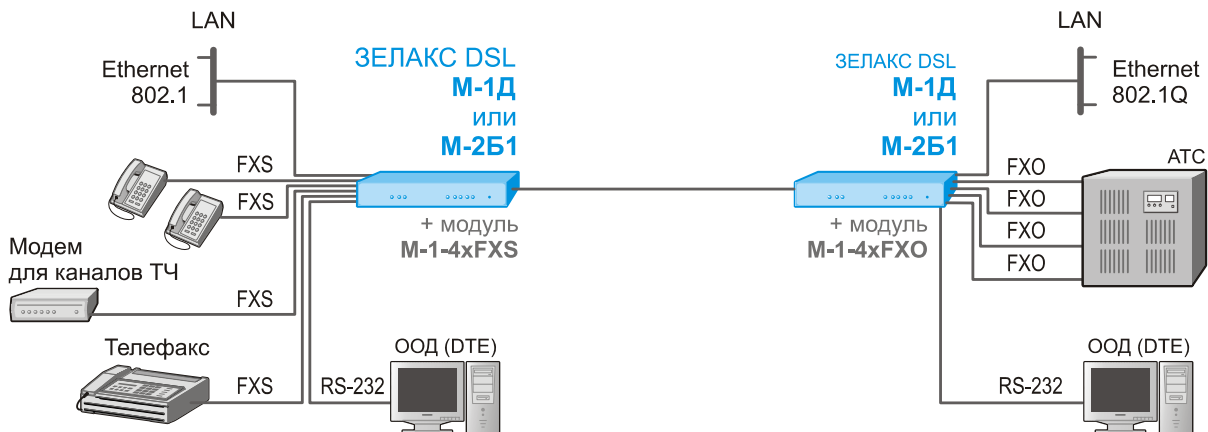 LAN
Ethernet
802.1
FXS
FXS
Модем
для каналов ТЧ
FXS
Телефакс
FXS
ЗЕЛАКС DSL
М-1Д
или
М-2Б1
+ модуль
М-1-4xFXS
ООД (DTE)
RS-232
ЗЕЛАКС DSL
М-1Д
или
М-2Б1
+ модуль
М-1-4xFXO
LAN
Ethernet
802.1Q
АТС
FXO
FXO
FXO
FXO
ООД (DTE)
RS-232